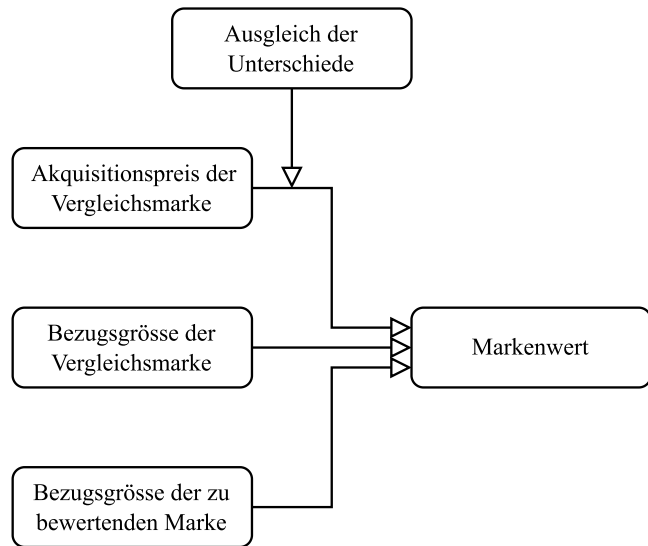 Ausgleich der
Unterschiede
Akquisitionspreis der
Vergleichsmarke
Bezugsgrösse der
Vergleichsmarke
Markenwert
Bezugsgrösse der zu
bewertenden Marke